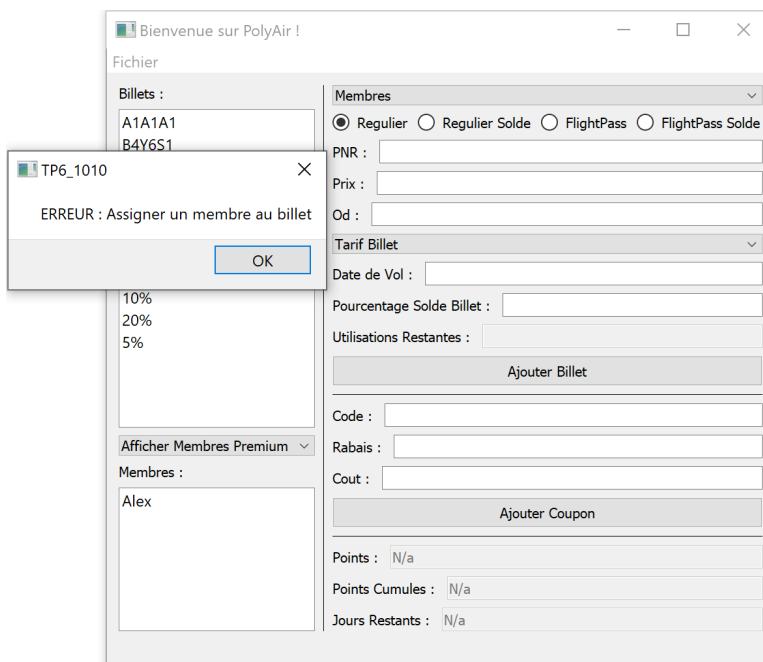 Bienvenue sur PolyAir !
Fichier
Billets :
A1A1A1
B4Y6S1
TP6_1010
ERREUR : Assigner un membre au billet
OK
10%
20%
5%
Afficher Membres Premium
Membres :
Alex
Membres
Regulier Regulier Solde FlightPass FlightPass Solde
PNR :
Prix :
Od :
Tarif Billet
Date de Vol :
Pourcentage Solde Billet :
Utilisations Restantes :
Ajouter Billet
Code :
Rabais :
Cout :
Ajouter Coupon
Points : N/a
Points Cumules : N/a
Jours Restants : N/a